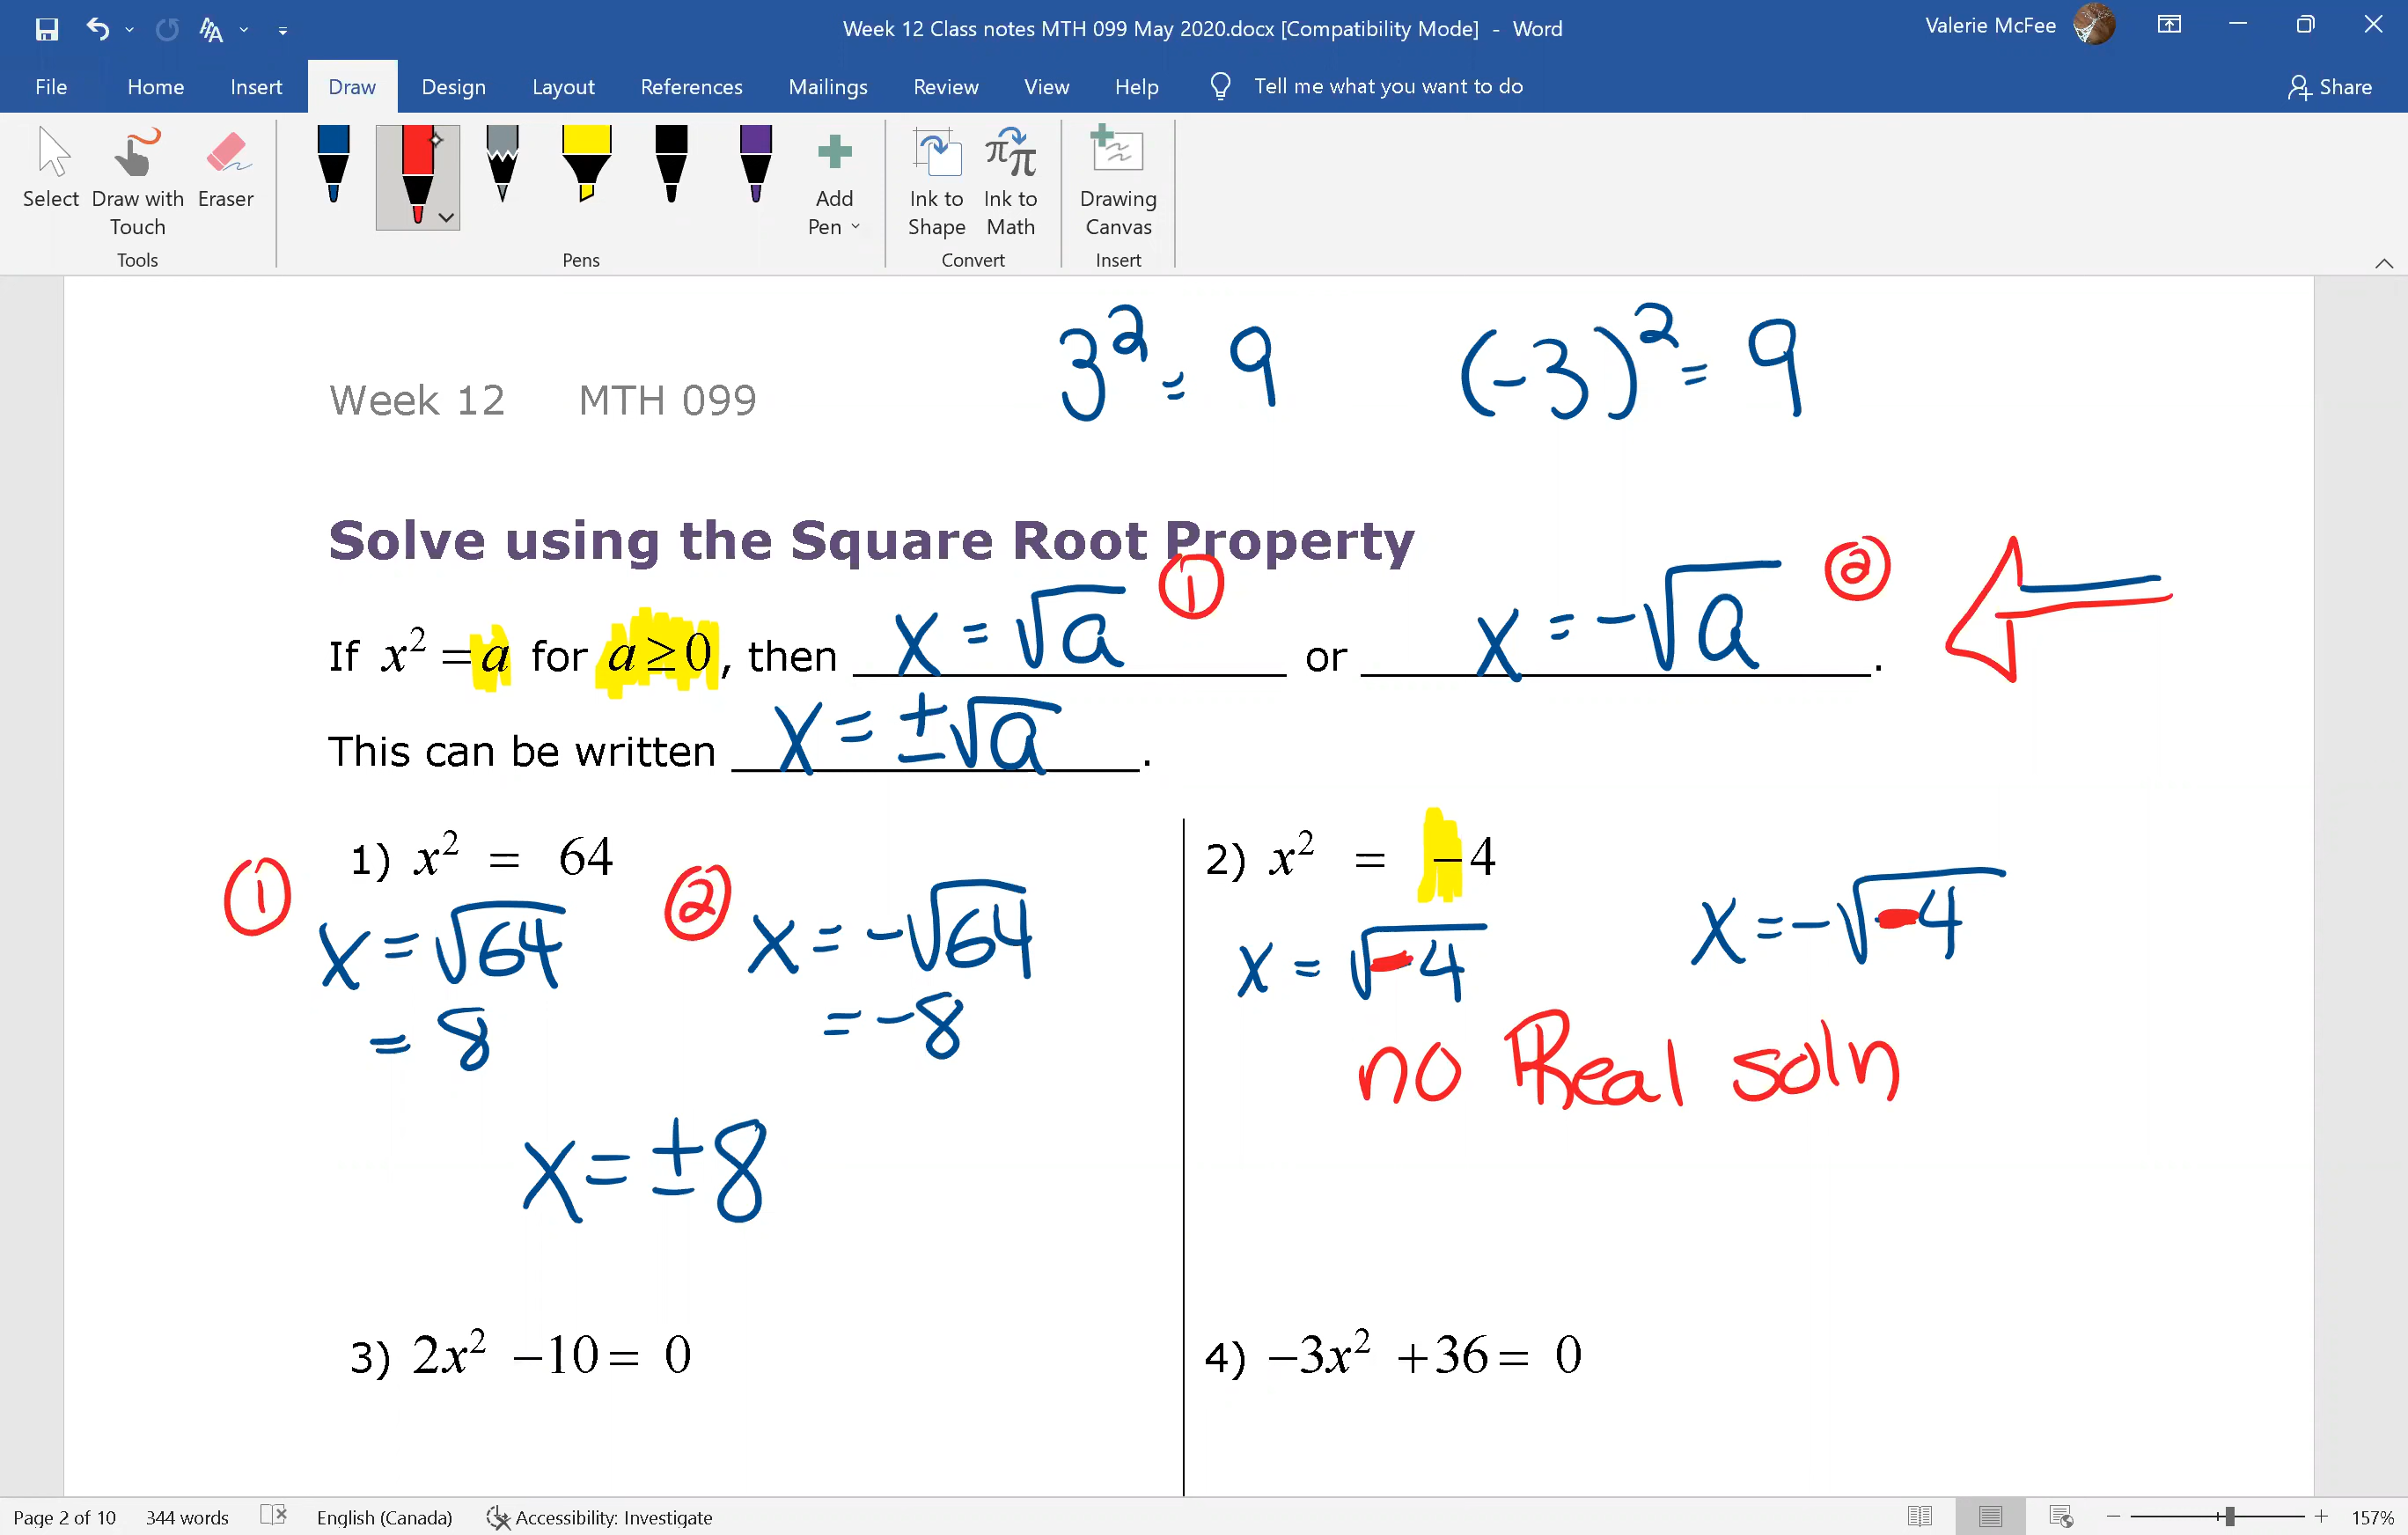 Week 12 Class notes MTH 099 May 2020.docx [Compatibility Mode] - Word
Valerie McFee
File Home Insert Draw Design Layout References Mailings Review View Help Tell me what you want to do Share
Select Draw with Touch Eraser Add Pen Ink to Shape Ink to Math Drawing Canvas
Tools Pens Convert Insert
3² = 9 (-3)² = 9
Week 12 MTH 099
Solve using the Square Root Property
If x² = a for a ≥ 0, then x = √a ① or x = -√a ②.
This can be written x = ±√a.
1) x² = 64
① x = √64 ② x = -√64
= 8 = -8
x = ±8
2) x² = -4
x = √-4 x = -√-4
no Real soln
3) 2x² - 10 = 0
4) -3x² + 36 = 0
Page 2 of 10 344 words English (Canada) Accessibility: Investigate 157%